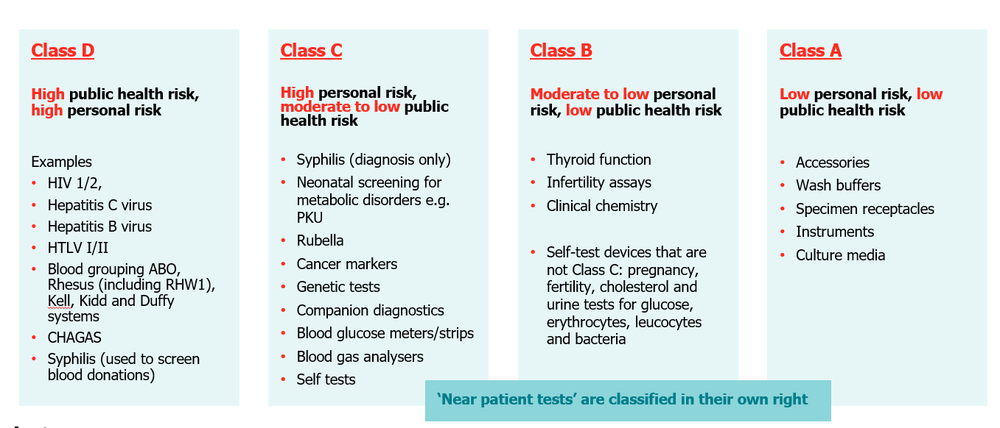 Class D
High public health risk,
high personal risk
Examples
• HIV 1/2,
• Hepatitis C virus
• Hepatitis B virus
• HTLV I/II
• Blood grouping ABO,
Rhesus (including RHW1),
Kell, Kidd and Duffy
systems
• CHAGAS
• Syphilis (used to screen
blood donations)
Class C
High personal risk,
moderate to low public
health risk
• Syphilis (diagnosis only)
• Neonatal screening for
metabolic disorders e.g.
PKU
• Rubella
• Cancer markers
• Genetic tests
• Companion diagnostics
• Blood glucose meters/strips
• Blood gas analysers
• Self tests
Class B
Moderate to low personal
risk, low public health risk
• Thyroid function
• Infertility assays
• Clinical chemistry
• Self-test devices that are
not Class C: pregnancy,
fertility, cholesterol and
urine tests for glucose,
erythrocytes, leucocytes
and bacteria
Class A
Low personal risk, low
public health risk
• Accessories
• Wash buffers
• Specimen receptacles
• Instruments
• Culture media
‘Near patient tests’ are classified in their own right